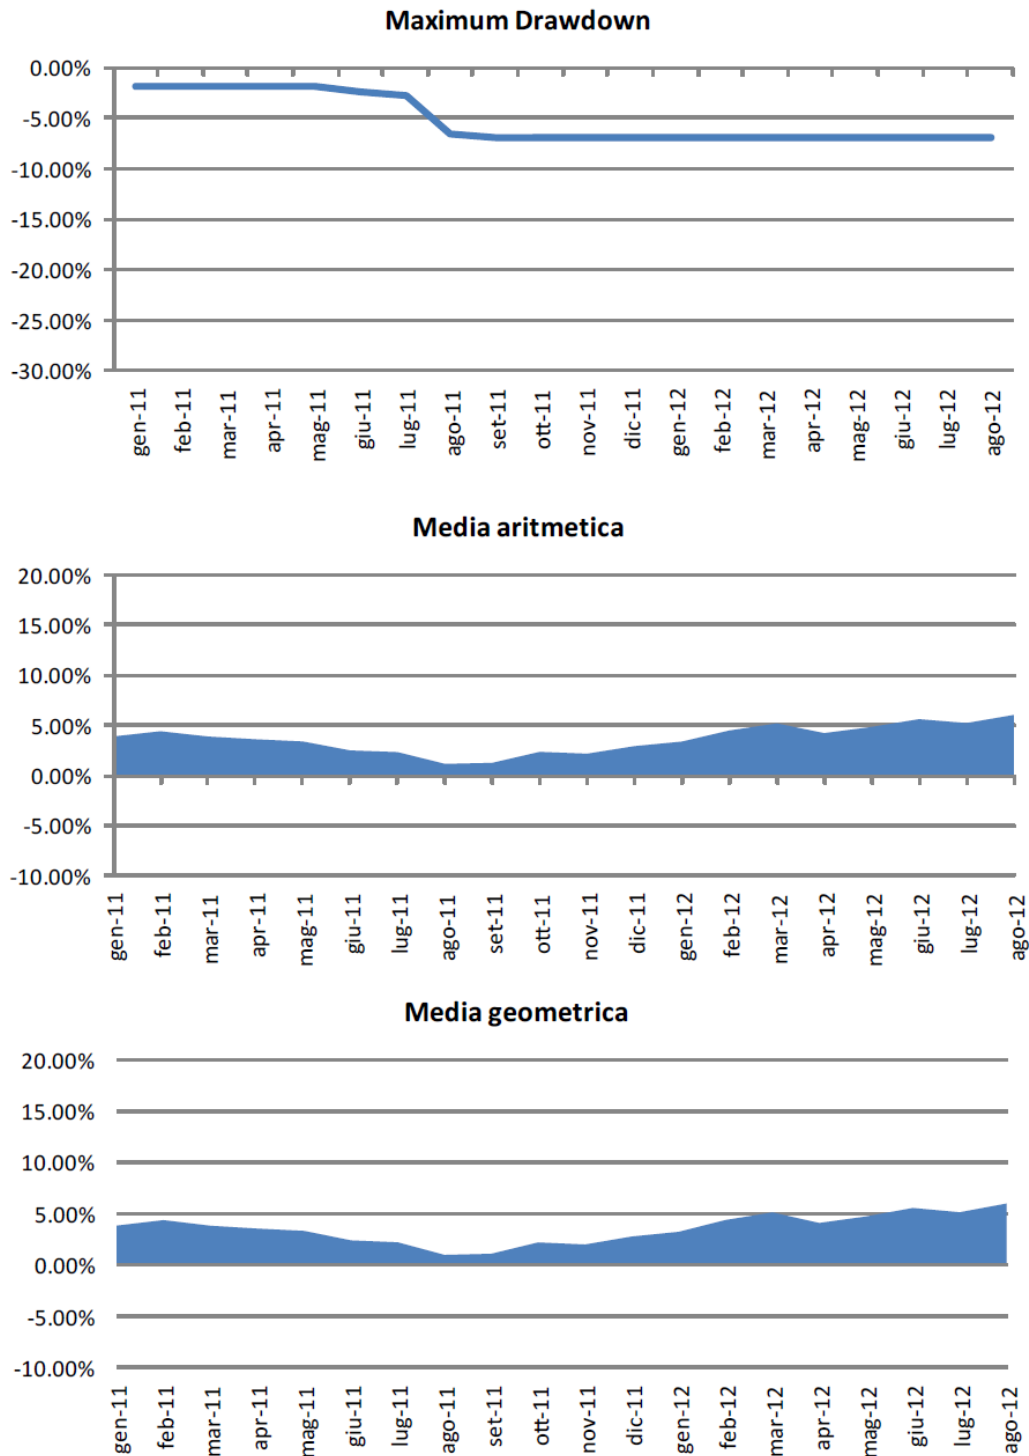 Maximum Drawdown
0.00%
-5.00%
-10.00%
-15.00%
-20.00%
-25.00%
-30.00%
gen-11
feb-11
mar-11
apr-11
mag-11
giu-11
lug-11
ago-11
set-11
ott-11
nov-11
dic-11
gen-12
feb-12
mar-12
apr-12
mag-12
giu-12
lug-12
ago-12
Media aritmetica
20.00%
15.00%
10.00%
5.00%
0.00%
-5.00%
-10.00%
gen-11
feb-11
mar-11
apr-11
mag-11
giu-11
lug-11
ago-11
set-11
ott-11
nov-11
dic-11
gen-12
feb-12
mar-12
apr-12
mag-12
giu-12
lug-12
ago-12
Media geometrica
20.00%
15.00%
10.00%
5.00%
0.00%
-5.00%
-10.00%
gen-11
feb-11
mar-11
apr-11
mag-11
giu-11
lug-11
ago-11
set-11
ott-11
nov-11
dic-11
gen-12
feb-12
mar-12
apr-12
mag-12
giu-12
lug-12
ago-12